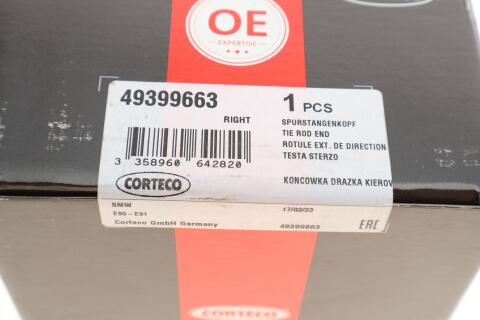 OE
EXPERTISE
49399663
1 PCS
RIGHT
SPURSTANGENKOPF
TIE ROD END
ROTULE EXT. DE DIRECTION
TESTA STERZO
KONCOWKA DRAZKA KIEROW
3 358960 642820
CORTECO
BMW
E90-E91
17/03/23
Corteco GmbH Germany
49399663
EAC
CORTECO